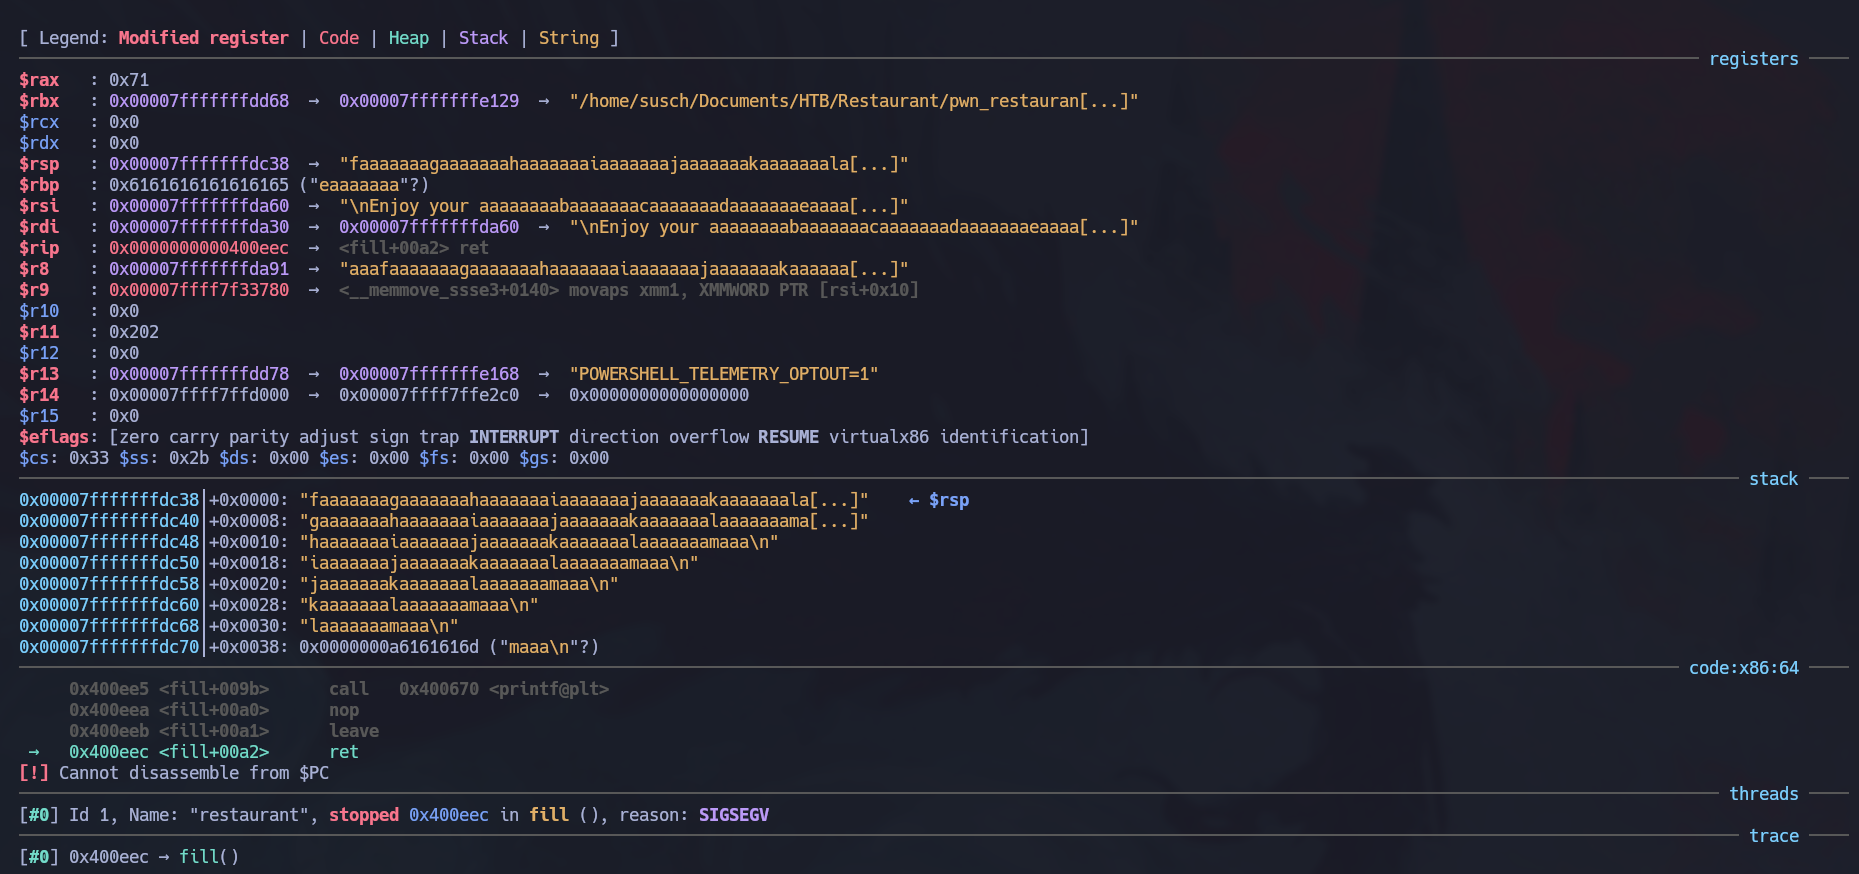 [ Legend: Modified register | Code | Heap | Stack | String ]
registers
$rax   : 0x71
$rbx   : 0x00007fffffffdd68  →  0x00007fffffffe129  →  "/home/susch/Documents/HTB/Restaurant/pwn_restauran[...]"
$rcx   : 0x0
$rdx   : 0x0
$rsp   : 0x00007fffffffdc38  →  "faaaaaaagaaaaaaahaaaaaaaiaaaaaaajaaaaaaakaaaaaaala[...]"
$rbp   : 0x6161616161616165 ("eaaaaaaa"?)
$rsi   : 0x00007fffffffda60  →  "\nEnjoy your aaaaaaaabaaaaaaacaaaaaaadaaaaaaaeaaaa[...]"
$rdi   : 0x00007fffffffda30  →  0x00007fffffffda60  →  "\nEnjoy your aaaaaaaabaaaaaaacaaaaaaadaaaaaaaeaaaa[...]"
$rip   : 0x0000000000400eec  →  <fill+00a2> ret
$r8    : 0x00007fffffffda91  →  "aaafaaaaaaagaaaaaaahaaaaaaaiaaaaaaajaaaaaaakaaaaaa[...]"
$r9    : 0x00007ffff7f33780  →  <__memmove_ssse3+0140> movaps xmm1, XMMWORD PTR [rsi+0x10]
$r10   : 0x0
$r11   : 0x202
$r12   : 0x0
$r13   : 0x00007fffffffdd78  →  0x00007fffffffe168  →  "POWERSHELL_TELEMETRY_OPTOUT=1"
$r14   : 0x00007ffff7ffd000  →  0x00007ffff7ffe2c0  →  0x0000000000000000
$r15   : 0x0
$eflags: [zero carry parity adjust sign trap INTERRUPT direction overflow RESUME virtualx86 identification]
$cs: 0x33 $ss: 0x2b $ds: 0x00 $es: 0x00 $fs: 0x00 $gs: 0x00
stack
0x00007fffffffdc38│+0x0000: "faaaaaaagaaaaaaahaaaaaaaiaaaaaaajaaaaaaakaaaaaaala[...]"    ← $rsp
0x00007fffffffdc40│+0x0008: "gaaaaaaahaaaaaaaiaaaaaaajaaaaaaakaaaaaaalaaaaaaama[...]"
0x00007fffffffdc48│+0x0010: "haaaaaaaiaaaaaaajaaaaaaakaaaaaaalaaaaaaamaaa\n"
0x00007fffffffdc50│+0x0018: "iaaaaaaajaaaaaaakaaaaaaalaaaaaaamaaa\n"
0x00007fffffffdc58│+0x0020: "jaaaaaaakaaaaaaalaaaaaaamaaa\n"
0x00007fffffffdc60│+0x0028: "kaaaaaaalaaaaaaamaaa\n"
0x00007fffffffdc68│+0x0030: "laaaaaaamaaa\n"
0x00007fffffffdc70│+0x0038: 0x0000000a6161616d ("maaa\n"?)
code:x86:64
0x400ee5 <fill+009b>      call   0x400670 <printf@plt>
0x400eea <fill+00a0>      nop
0x400eeb <fill+00a1>      leave
→   0x400eec <fill+00a2>      ret
[!] Cannot disassemble from $PC
threads
[#0] Id 1, Name: "restaurant", stopped 0x400eec in fill (), reason: SIGSEGV
trace
[#0] 0x400eec → fill()